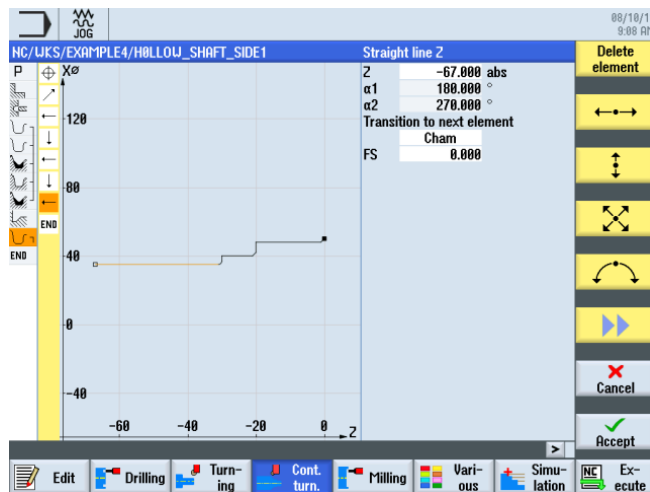 JOG
08/10/1
9:08 AM
NC/WKS/EXAMPLE4/HØLLOW_SHAFT_SIDE1
Straight line Z
Delete
element
P
XØ
Z -67.000 abs
α1 180.000 °
α2 270.000 °
Transition to next element
Cham
FS 0.000
120
80
40
0
-40
-60 -40 -20 0 Z
END
END
Cancel
Accept
>
Edit
Drilling
Turn-
ing
Cont.
turn.
Milling
Vari-
ous
Simu-
lation
NC
Ex-
ecute